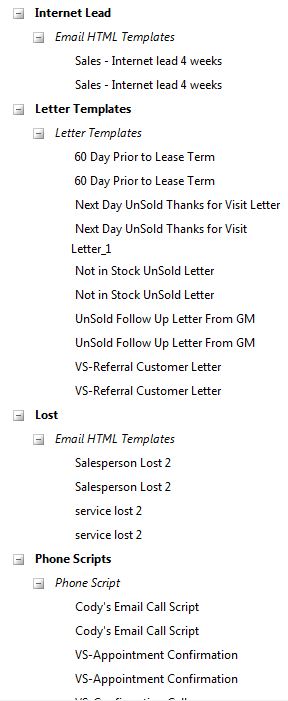 Internet Lead
Email HTML Templates
Sales - Internet lead 4 weeks
Sales - Internet lead 4 weeks
Letter Templates
Letter Templates
60 Day Prior to Lease Term
60 Day Prior to Lease Term
Next Day UnSold Thanks for Visit Letter
Next Day UnSold Thanks for Visit
Letter_1
Not in Stock UnSold Letter
Not in Stock UnSold Letter
UnSold Follow Up Letter From GM
UnSold Follow Up Letter From GM
VS-Referral Customer Letter
VS-Referral Customer Letter
Lost
Email HTML Templates
Salesperson Lost 2
Salesperson Lost 2
service lost 2
service lost 2
Phone Scripts
Phone Script
Cody's Email Call Script
Cody's Email Call Script
VS-Appointment Confirmation
VS-Appointment Confirmation